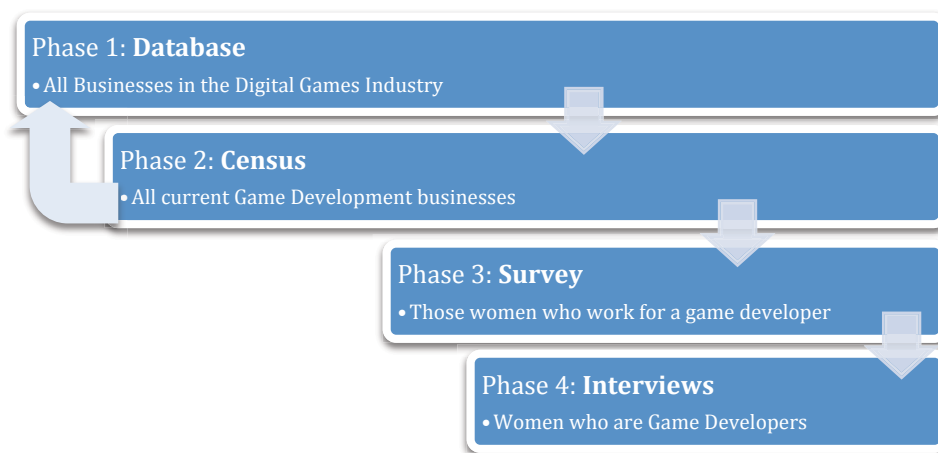 Phase 1: Database
• All Businesses in the Digital Games Industry
Phase 2: Census
• All current Game Development businesses
Phase 3: Survey
• Those women who work for a game developer
Phase 4: Interviews
• Women who are Game Developers